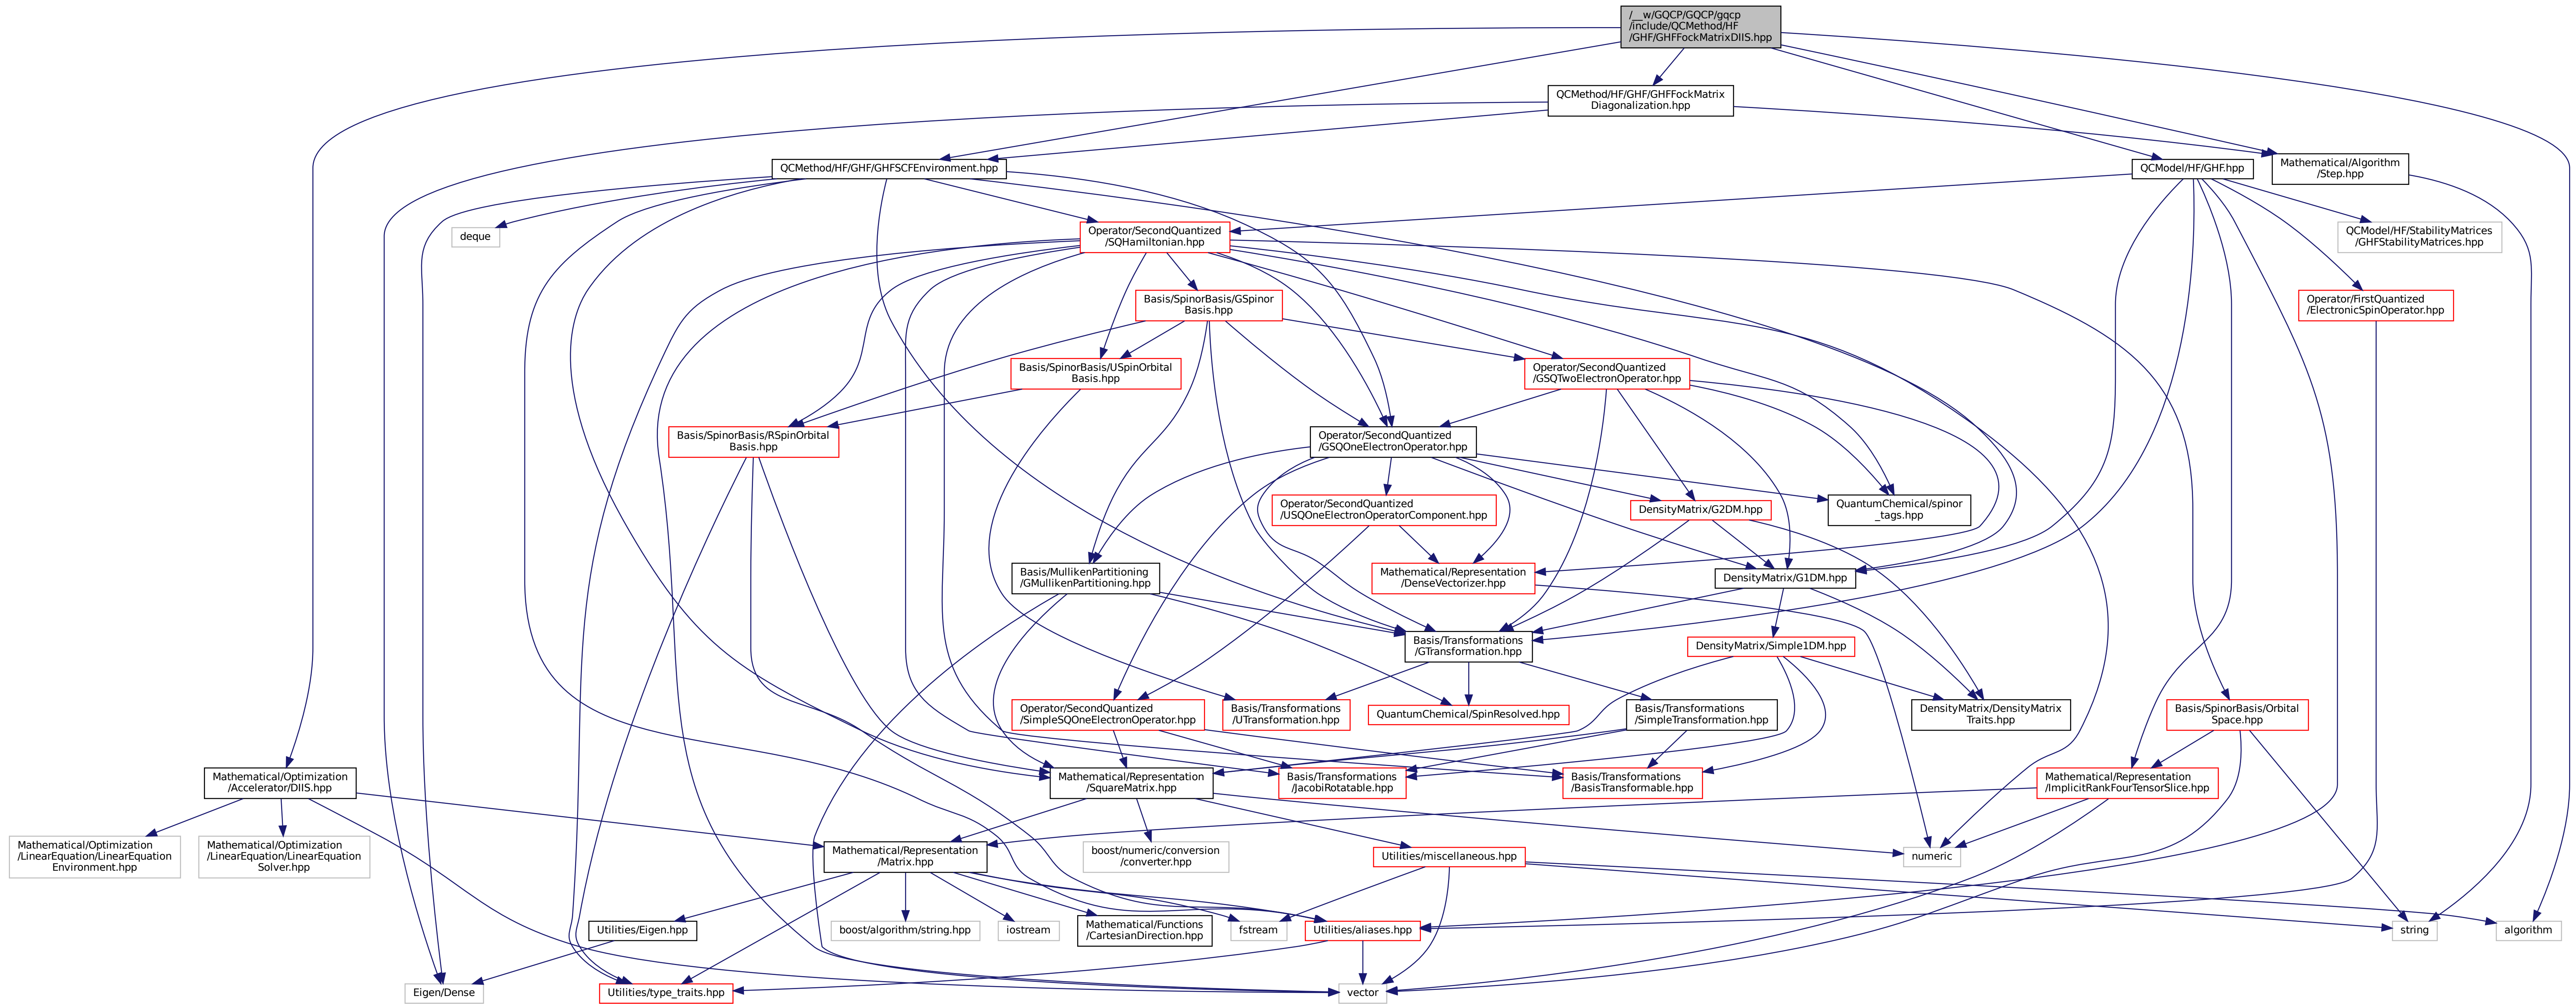 /__w/GQCP/GQCP/gqcp
/include/QCMethod/HF
/GHF/GHFFockMatrixDIIS.hpp
QCMethod/HF/GHF/GHFFockMatrix
Diagonalization.hpp
QCMethod/HF/GHF/GHFSCFEnvironment.hpp
QCModel/HF/GHF.hpp
Mathematical/Algorithm
/Step.hpp
deque
Operator/SecondQuantized
/SQHamiltonian.hpp
QCModel/HF/StabilityMatrices
/GHFStabilityMatrices.hpp
Basis/SpinorBasis/GSpinor
Basis.hpp
Operator/FirstQuantized
/ElectronicSpinOperator.hpp
Basis/SpinorBasis/USpinOrbital
Basis.hpp
Operator/SecondQuantized
/GSQTwoElectronOperator.hpp
Basis/SpinorBasis/RSpinOrbital
Basis.hpp
Operator/SecondQuantized
/GSQOneElectronOperator.hpp
Operator/SecondQuantized
/USQOneElectronOperatorComponent.hpp
DensityMatrix/G2DM.hpp
QuantumChemical/spinor
_tags.hpp
Basis/MullikenPartitioning
/GMullikenPartitioning.hpp
Mathematical/Representation
/DenseVectorizer.hpp
DensityMatrix/G1DM.hpp
Basis/Transformations
/GTransformation.hpp
DensityMatrix/Simple1DM.hpp
Operator/SecondQuantized
/SimpleSQOneElectronOperator.hpp
Basis/Transformations
/UTransformation.hpp
QuantumChemical/SpinResolved.hpp
Basis/Transformations
/SimpleTransformation.hpp
DensityMatrix/DensityMatrix
Traits.hpp
Basis/SpinorBasis/Orbital
Space.hpp
Mathematical/Optimization
/Accelerator/DIIS.hpp
Mathematical/Representation
/SquareMatrix.hpp
Basis/Transformations
/JacobiRotatable.hpp
Basis/Transformations
/BasisTransformable.hpp
Mathematical/Representation
/ImplicitRankFourTensorSlice.hpp
Mathematical/Optimization
/LinearEquation/LinearEquation
Environment.hpp
Mathematical/Optimization
/LinearEquation/LinearEquation
Solver.hpp
Mathematical/Representation
/Matrix.hpp
boost/numeric/conversion
/converter.hpp
Utilities/miscellaneous.hpp
numeric
Utilities/Eigen.hpp
boost/algorithm/string.hpp
iostream
Mathematical/Functions
/CartesianDirection.hpp
fstream
Utilities/aliases.hpp
string
algorithm
Eigen/Dense
Utilities/type_traits.hpp
vector